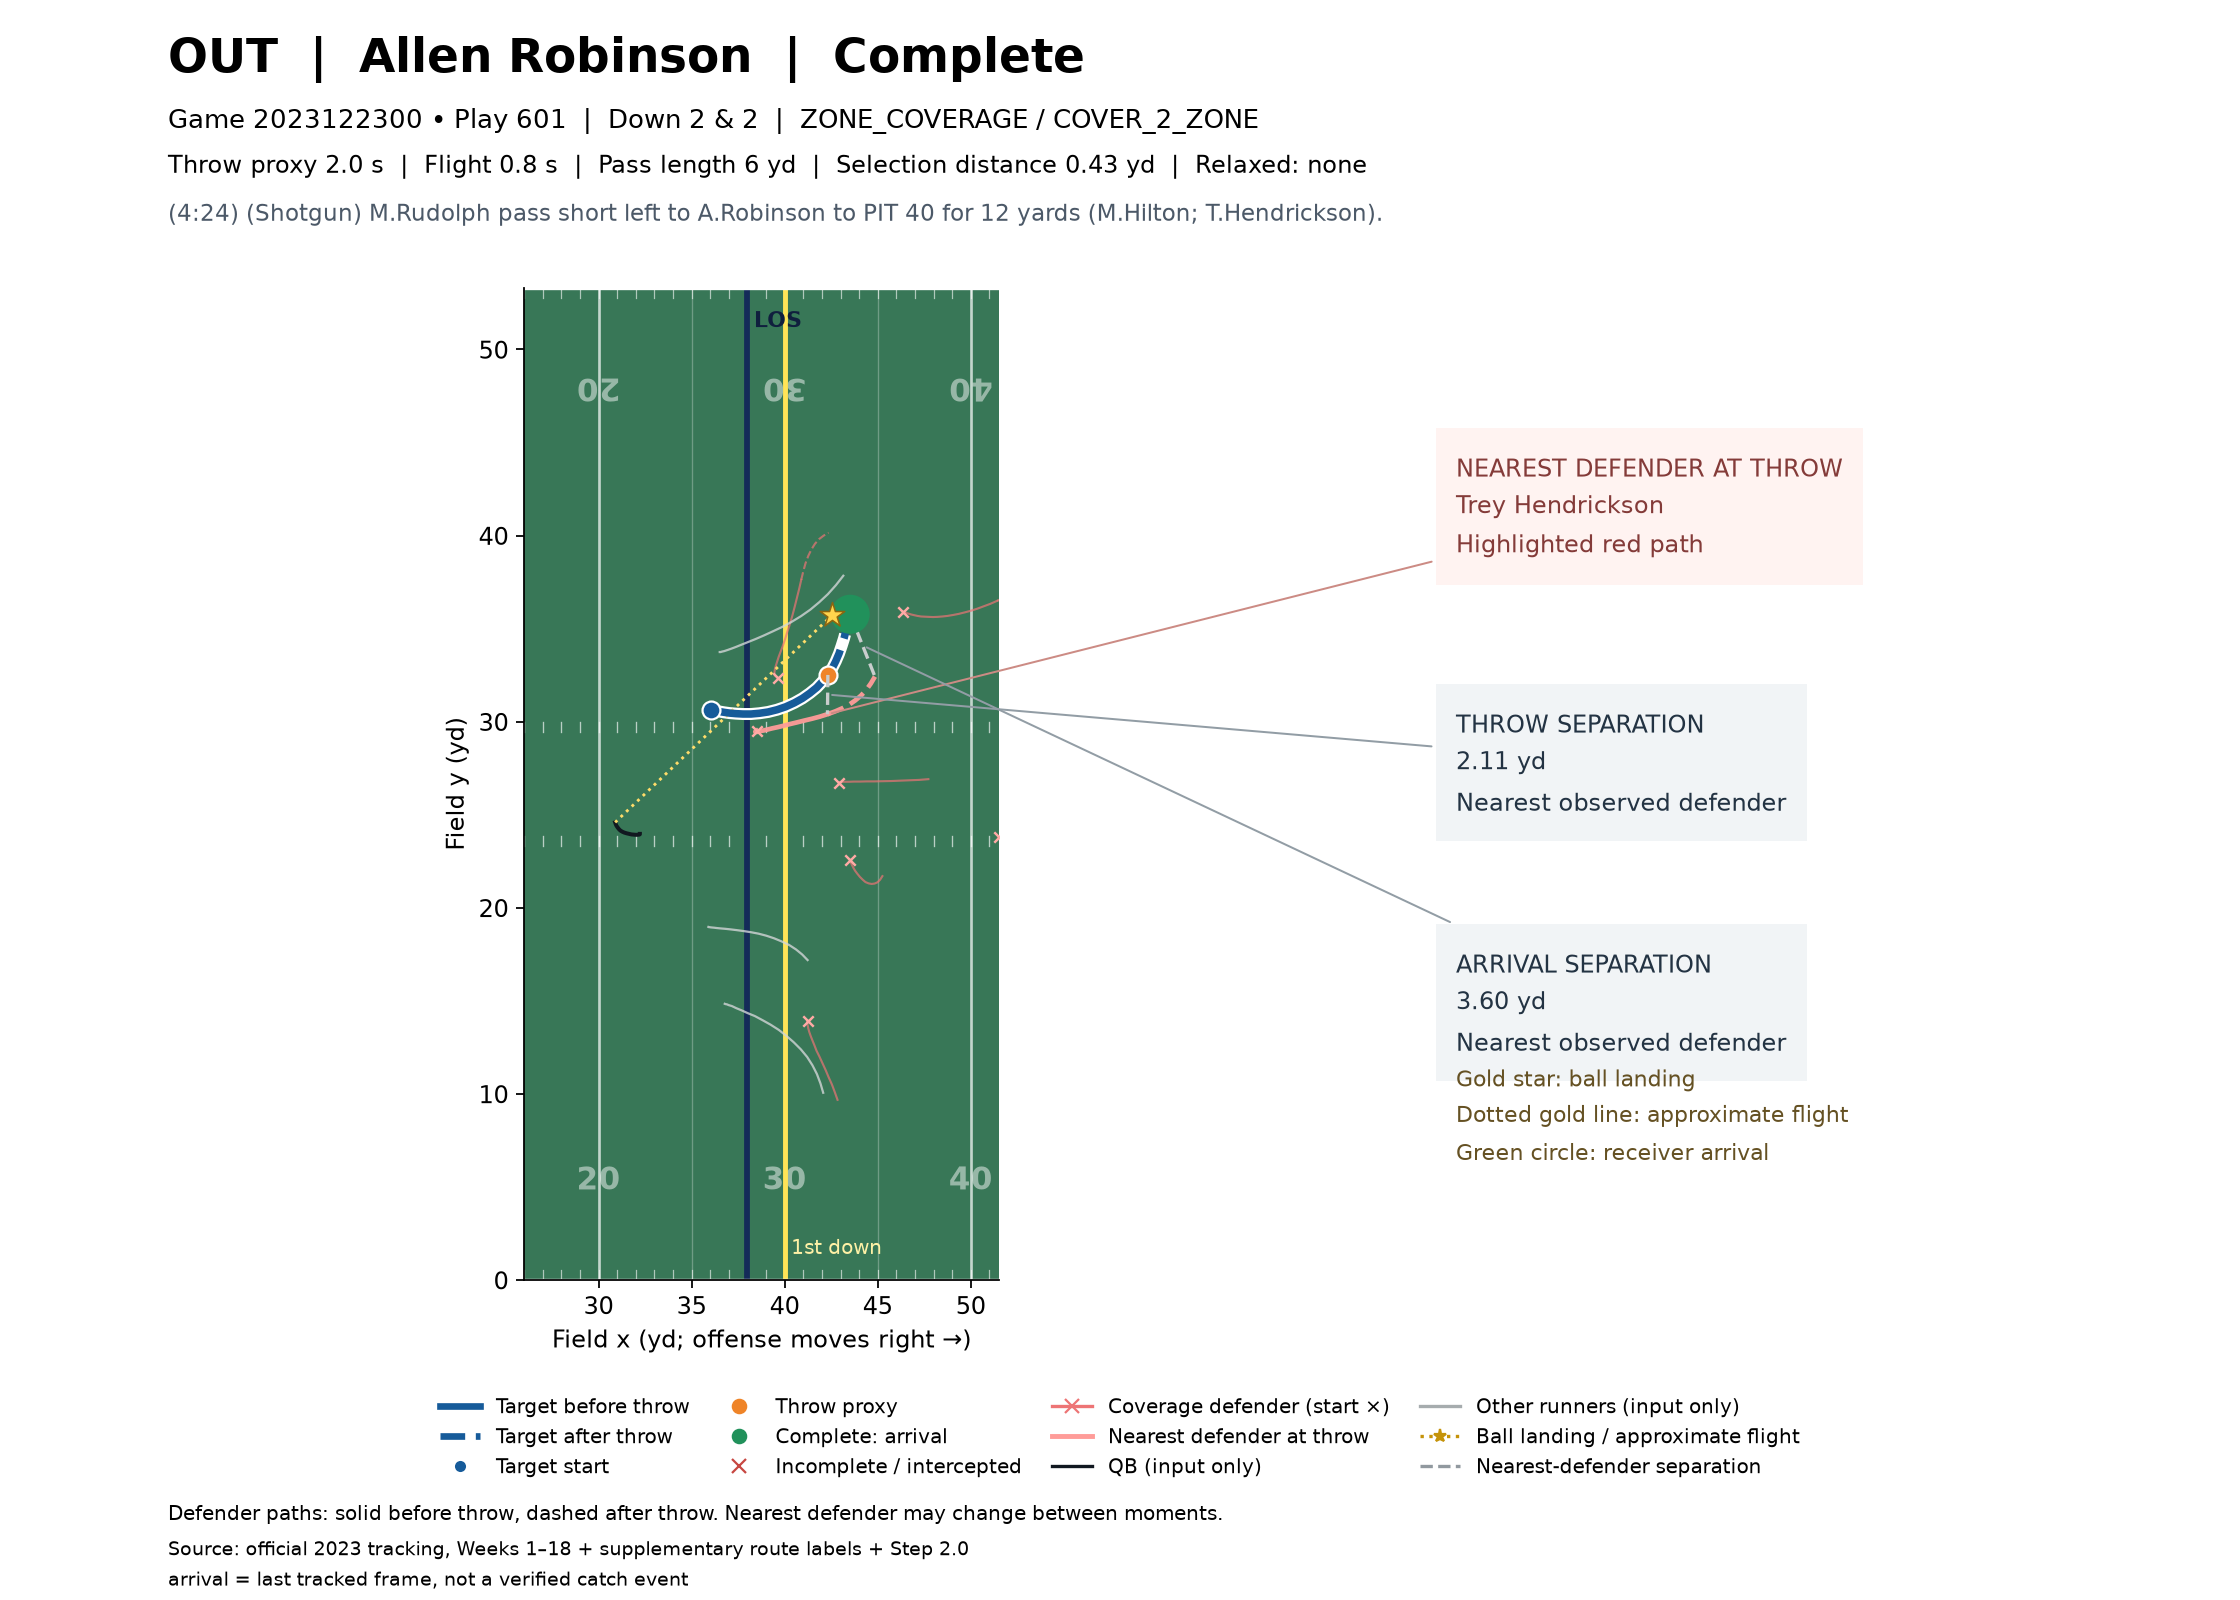 OUT | Allen Robinson | Complete
Game 2023122300 • Play 601 | Down 2 & 2 | ZONE_COVERAGE / COVER_2_ZONE
Throw proxy 2.0 s | Flight 0.8 s | Pass length 6 yd | Selection distance 0.43 yd | Relaxed: none
(4:24) (Shotgun) M.Rudolph pass short left to A.Robinson to PIT 40 for 12 yards (M.Hilton; T.Hendrickson).
LOS
20 30 40
50
40
30
20
10
0
Field y (yd)
20 30 40
1st down
30 35 40 45 50
Field x (yd; offense moves right →)
NEAREST DEFENDER AT THROW
Trey Hendrickson
Highlighted red path
THROW SEPARATION
2.11 yd
Nearest observed defender
ARRIVAL SEPARATION
3.60 yd
Nearest observed defender
Gold star: ball landing
Dotted gold line: approximate flight
Green circle: receiver arrival
Target before throw
Target after throw
Target start
Throw proxy
Complete: arrival
Incomplete / intercepted
Coverage defender (start ×)
Nearest defender at throw
QB (input only)
Other runners (input only)
Ball landing / approximate flight
Nearest-defender separation
Defender paths: solid before throw, dashed after throw. Nearest defender may change between moments.
Source: official 2023 tracking, Weeks 1–18 + supplementary route labels + Step 2.0
arrival = last tracked frame, not a verified catch event